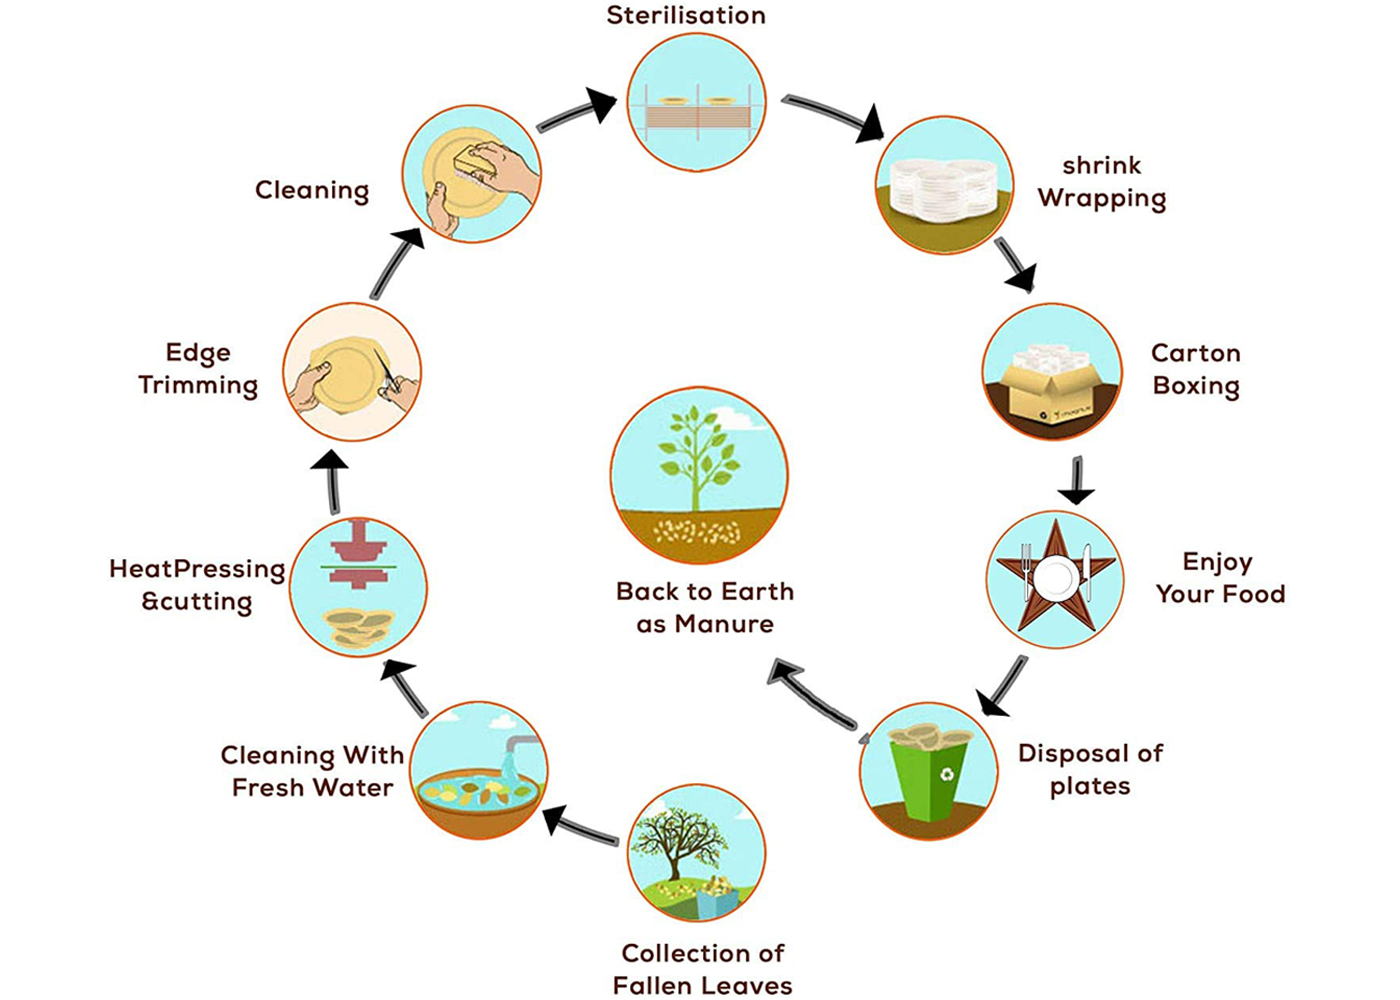 Sterilisation
Cleaning
shrink
Wrapping
Edge
Trimming
Carton
Boxing
HeatPressing
&cutting
Enjoy
Your Food
Back to Earth
as Manure
Cleaning With
Fresh Water
Disposal of
plates
Collection of
Fallen Leaves